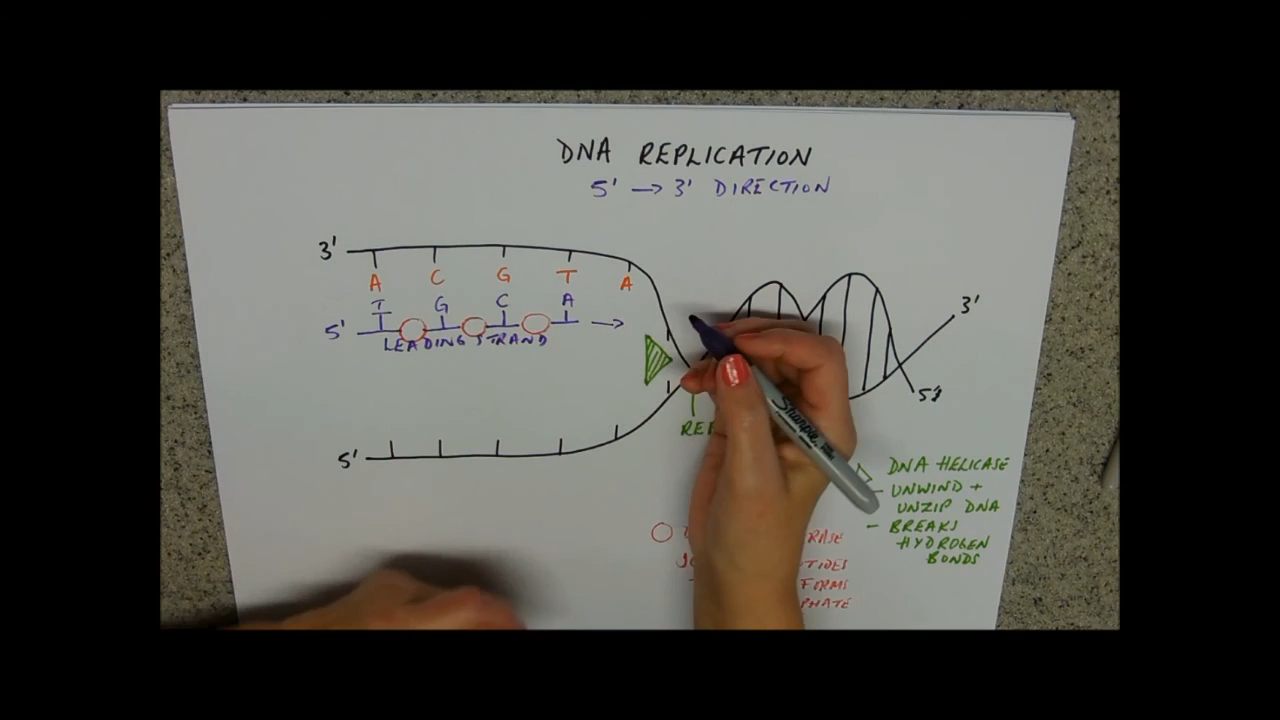 DNA REPLICATION
5' → 3' DIRECTION
3'
A C G T A
T G C A
5'
LEADING STRAND
3'
5'
5'
DNA HELICASE
- UNWIND +
UNZIP DNA
- BREAKS
HYDROGEN
BONDS
Sharpie